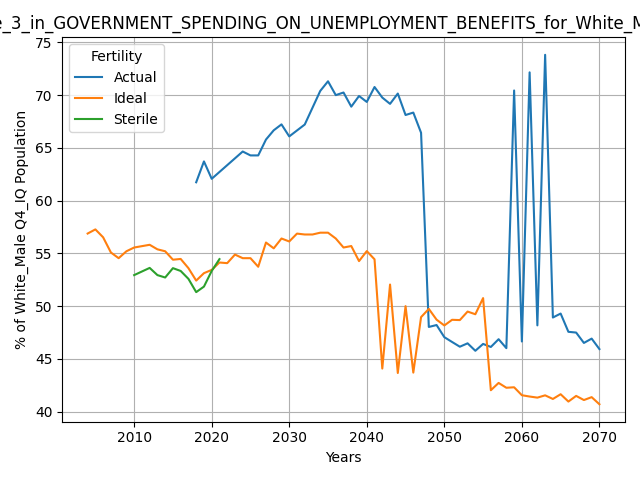 _3_in_GOVERNMENT_SPENDING_ON_UNEMPLOYMENT_BENEFITS_for_White_M
Fertility
Actual
Ideal
Sterile
% of White_Male Q4_IQ Population
75
70
65
60
55
50
45
40
2010
2020
2030
2040
2050
2060
2070
Years